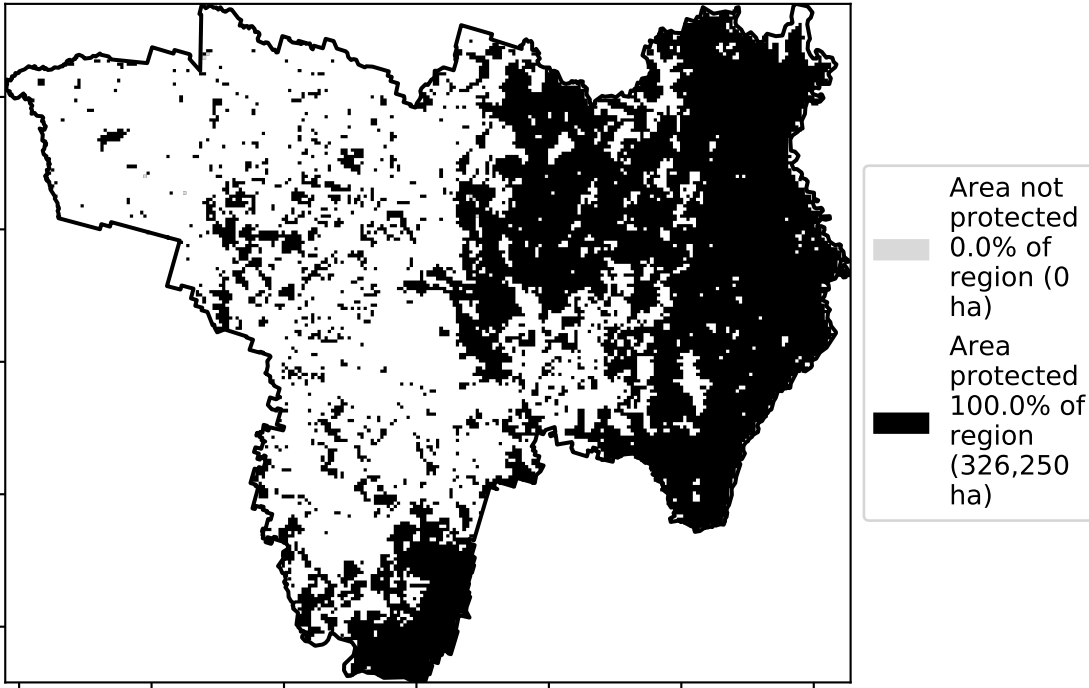 Area not
protected
0.0% of
region (0
ha)
Area
protected
100.0% of
region
(326,250
ha)